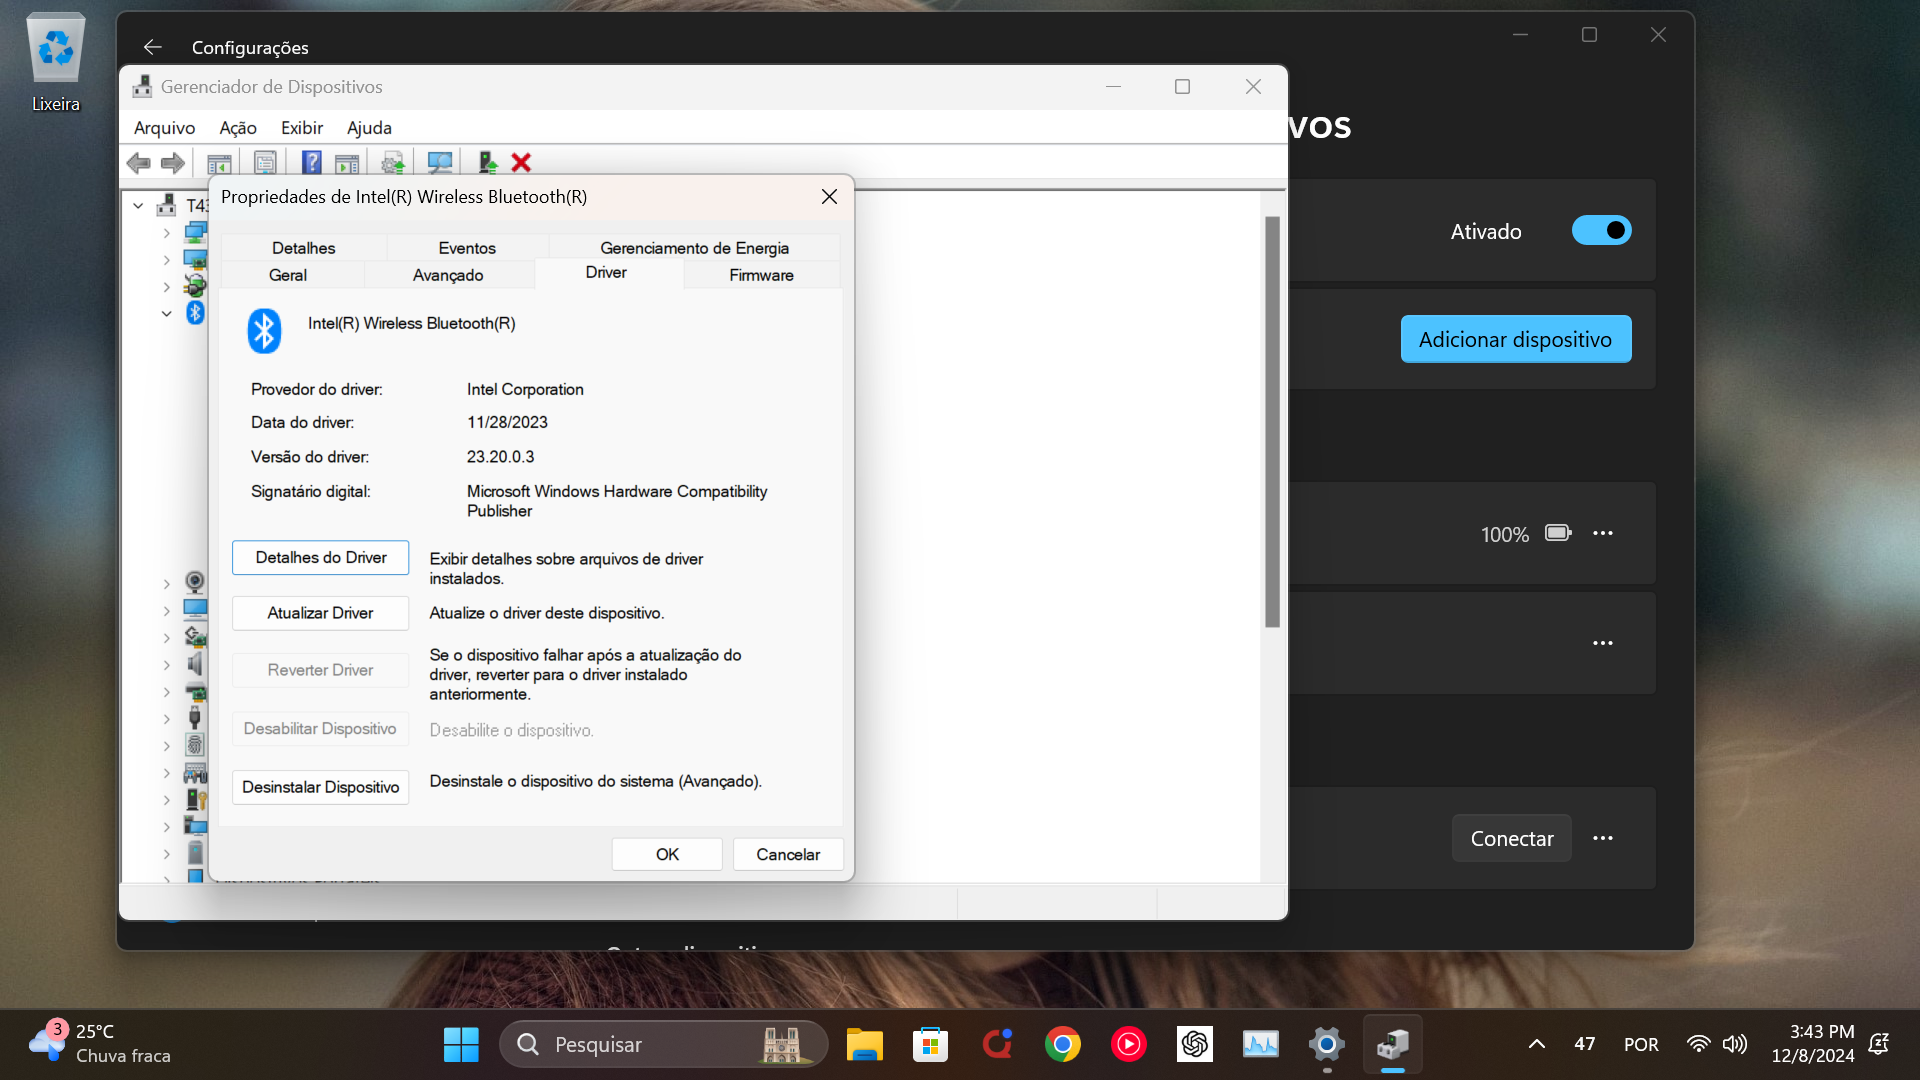 Lixeira
Configurações
Gerenciador de Dispositivos
Arquivo Ação Exibir Ajuda
vos
Propriedades de Intel(R) Wireless Bluetooth(R)
Detalhes Eventos Gerenciamento de Energia
Geral Avançado Driver Firmware
Intel(R) Wireless Bluetooth(R)
Provedor do driver: Intel Corporation
Data do driver: 11/28/2023
Versão do driver: 23.20.0.3
Signatário digital: Microsoft Windows Hardware Compatibility
Publisher
Detalhes do Driver
Exibir detalhes sobre arquivos de driver
instalados.
Atualizar Driver
Atualize o driver deste dispositivo.
Reverter Driver
Se o dispositivo falhar após a atualização do
driver, reverter para o driver instalado
anteriormente.
Desabilitar Dispositivo
Desabilite o dispositivo.
Desinstalar Dispositivo
Desinstale o dispositivo do sistema (Avançado).
OK Cancelar
Ativado
Adicionar dispositivo
100%
Conectar
3
25°C
Chuva fraca
Pesquisar
47
POR
3:43 PM
12/8/2024